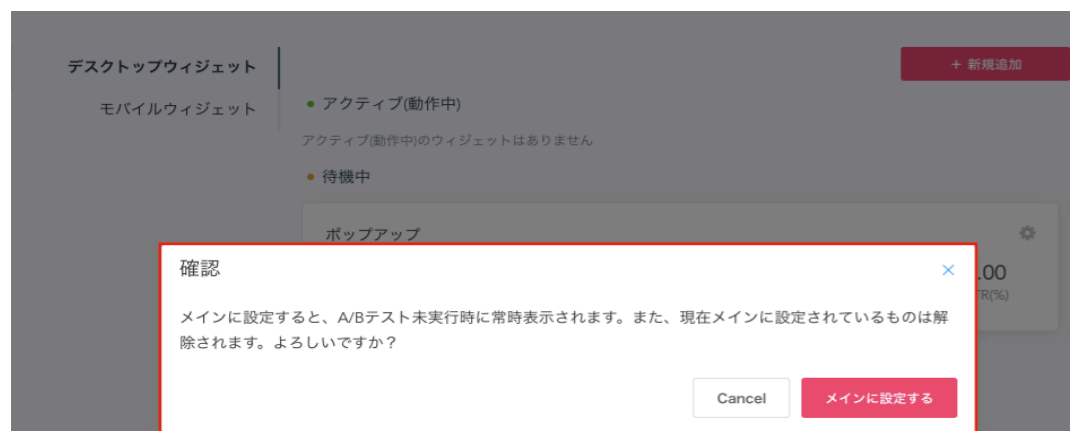 デスクトップウィジェット
+ 新規追加
モバイルウィジェット
アクティブ(動作中)
アクティブ(動作中)のウィジェットはありません
待機中
ポップアップ
確認
.00
TR(%)
メインに設定すると、A/Bテスト未実行時に常時表示されます。また、現在メインに設定されているものは解
除されます。よろしいですか？
Cancel
メインに設定する